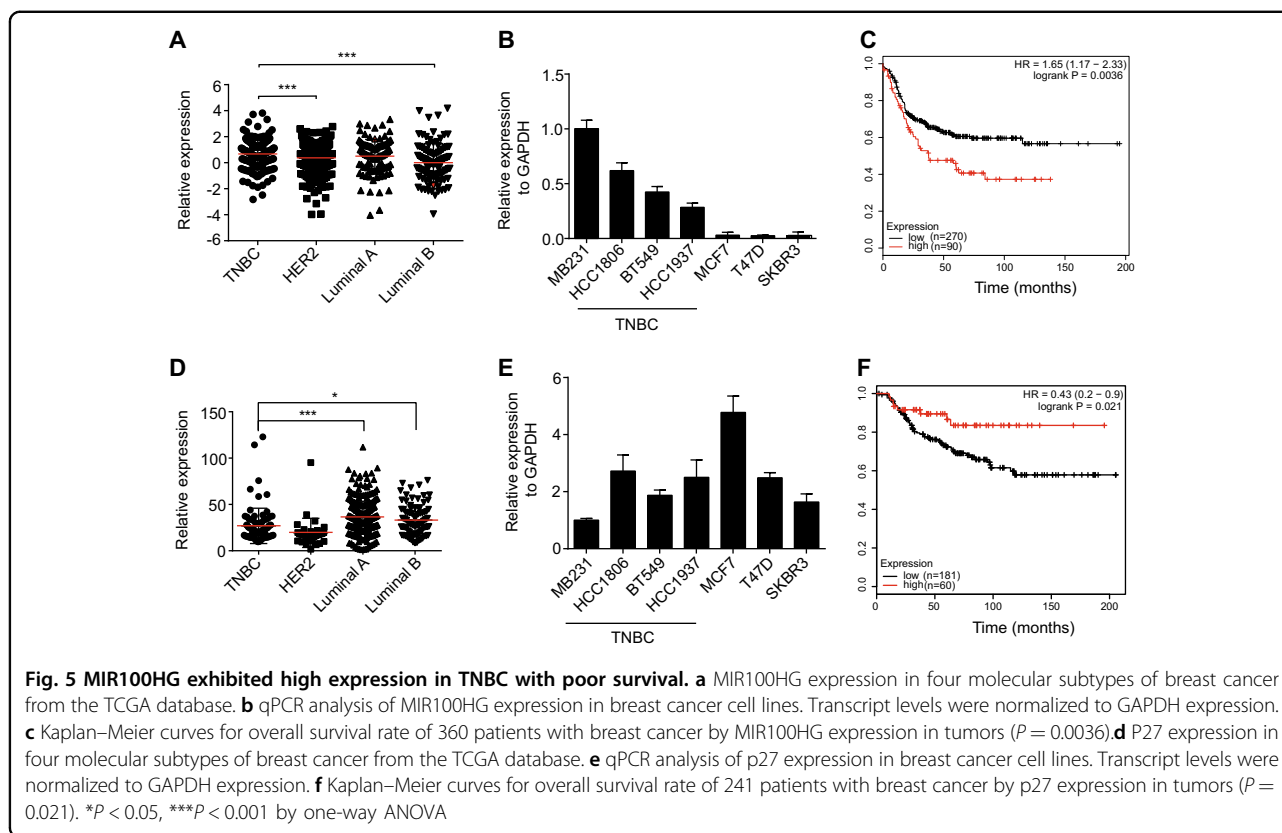 A
***
***
Relative expression
6
4
2
0
-2
-4
-6
TNBC
HER2
Luminal A
Luminal B
B
Relative expression
to GAPDH
1.5
1.0
0.5
0.0
MB231
HCC1806
BT549
HCC1937
MCF7
T47D
SKBR3
TNBC
C
HR = 1.65 (1.17 − 2.33)
logrank P = 0.0036
1.0
0.8
0.6
0.4
0.2
0.0
Expression
low (n=270)
high (n=90)
0
50
100
150
200
Time (months)
D
*
***
Relative expression
150
100
50
0
TNBC
HER2
Luminal A
Luminal B
E
Relative expression
to GAPDH
6
4
2
0
MB231
HCC1806
BT549
HCC1937
MCF7
T47D
SKBR3
TNBC
F
HR = 0.43 (0.2 − 0.9)
logrank P = 0.021
1.0
0.8
0.6
0.4
0.2
0.0
Expression
low (n=181)
high (n=60)
0
50
100
150
200
Time (months)
Fig. 5 MIR100HG exhibited high expression in TNBC with poor survival. a MIR100HG expression in four molecular subtypes of breast cancer
from the TCGA database. b qPCR analysis of MIR100HG expression in breast cancer cell lines. Transcript levels were normalized to GAPDH expression.
c Kaplan–Meier curves for overall survival rate of 360 patients with breast cancer by MIR100HG expression in tumors (P = 0.0036).d P27 expression in
four molecular subtypes of breast cancer from the TCGA database. e qPCR analysis of p27 expression in breast cancer cell lines. Transcript levels were
normalized to GAPDH expression. f Kaplan–Meier curves for overall survival rate of 241 patients with breast cancer by p27 expression in tumors (P =
0.021). *P < 0.05, ***P < 0.001 by one-way ANOVA